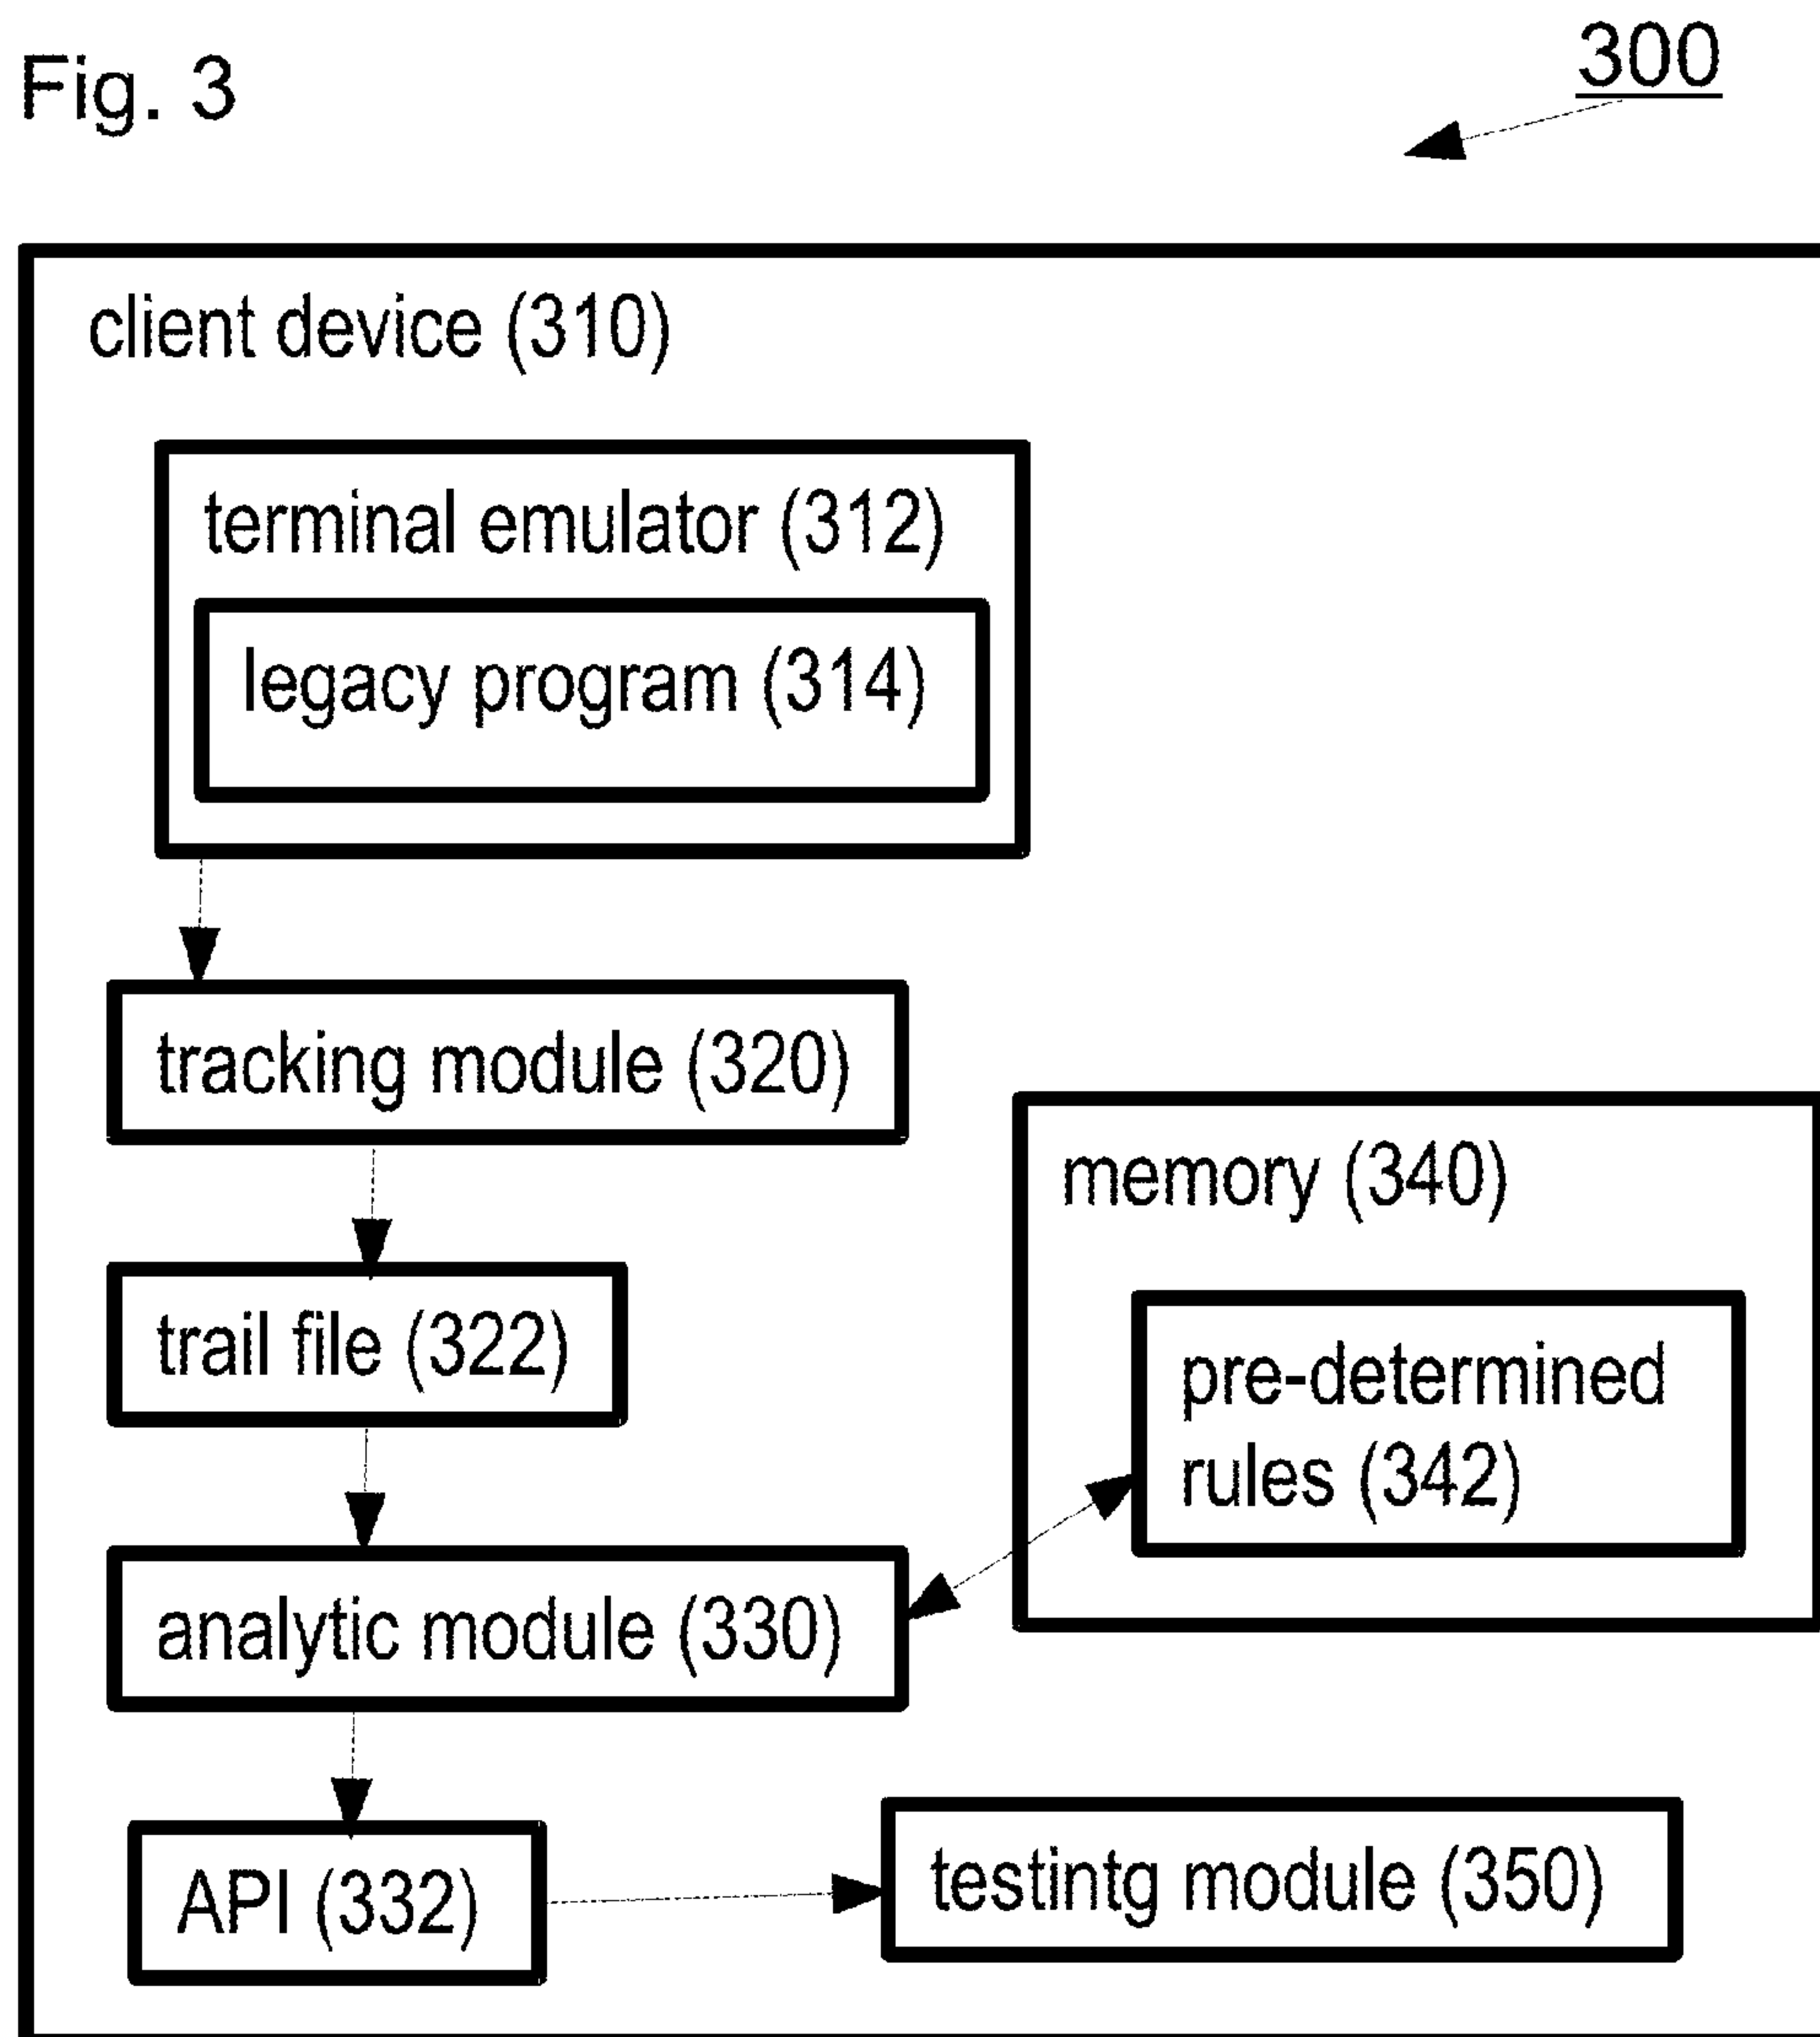 Fig. 3
300
client device (310)
terminal emulator (312)
legacy program (314)
tracking module (320)
memory (340)
trail file (322)
pre-determined
rules (342)
analytic module (330)
API (332)
testintg module (350)